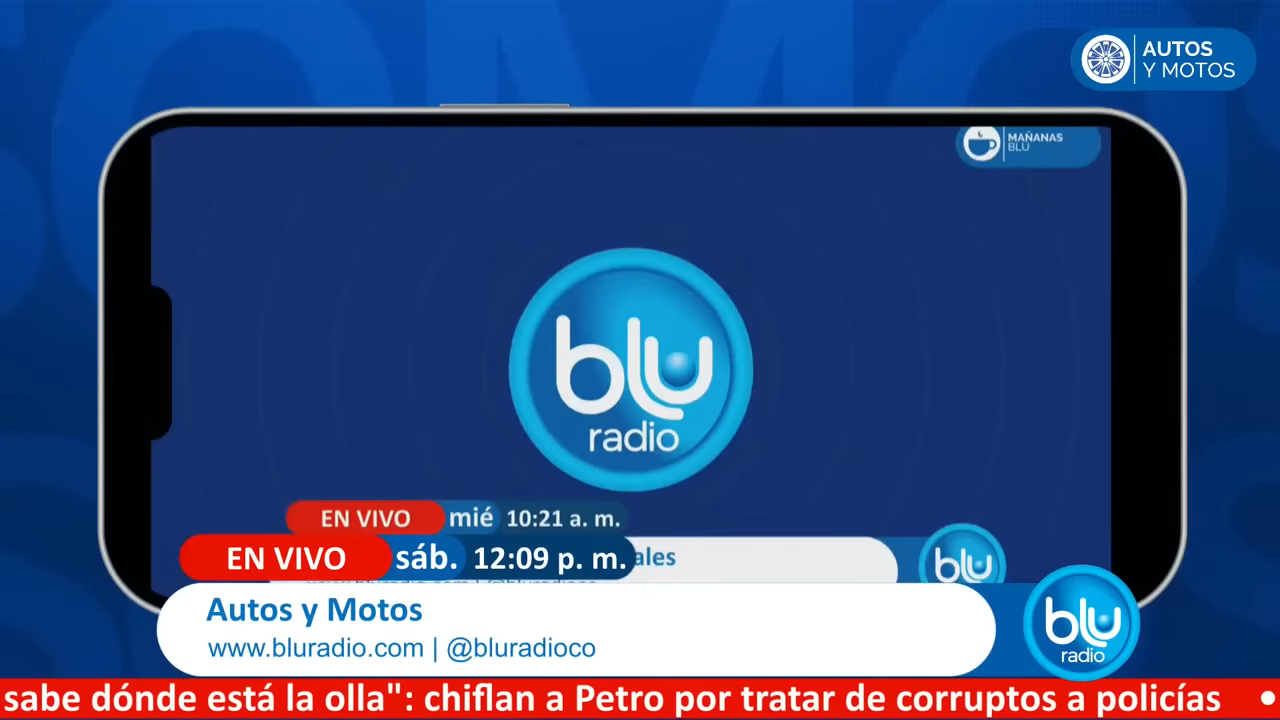 AUTOS
Y MOTOS
MAÑANAS
BLU
blu
radio
EN VIVO mié 10:21 a. m.
EN VIVO sáb. 12:09 p. m.
ales
blu
Autos y Motos
www.bluradio.com | @bluradioco
blu
radio
sabe dónde está la olla": chiflan a Petro por tratar de corruptos a policías •